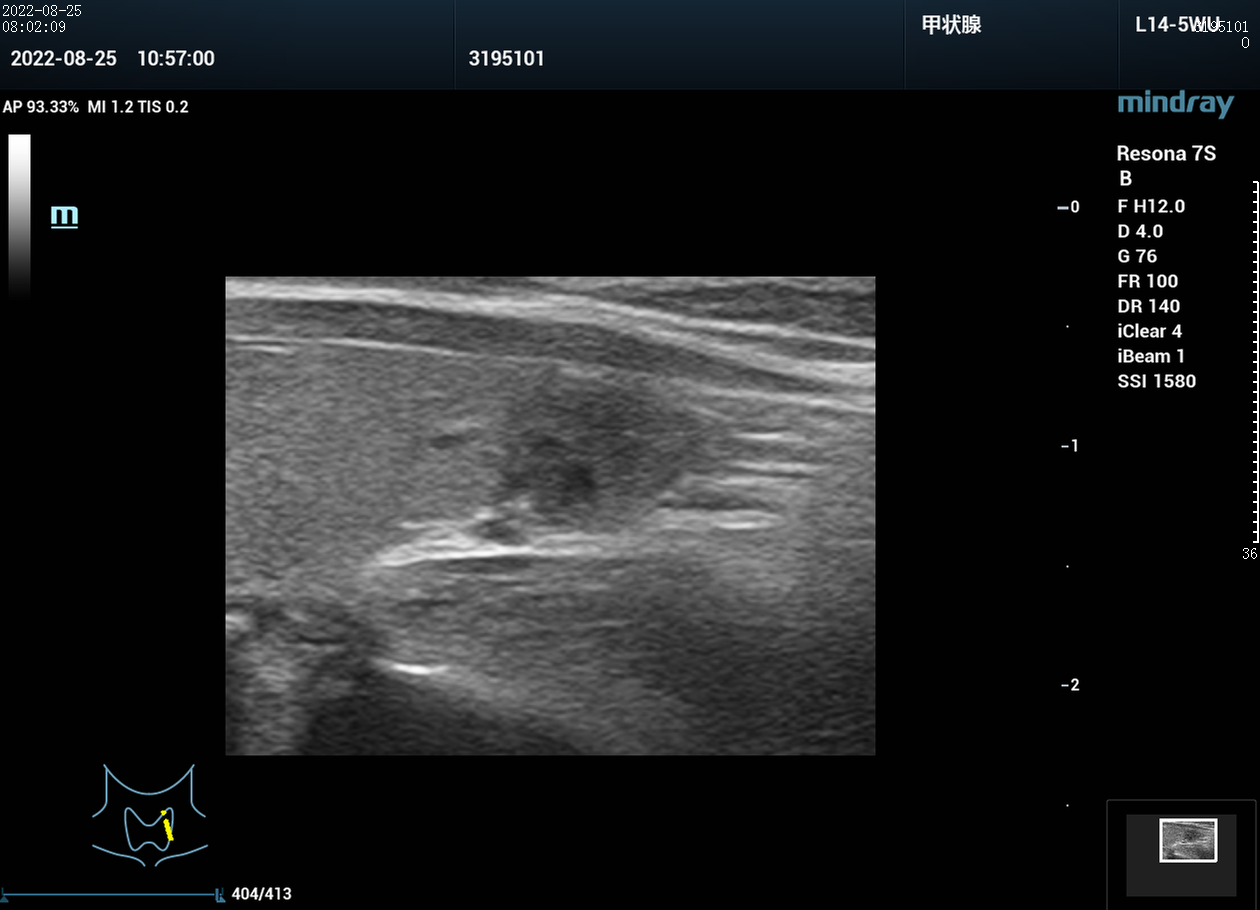 2022-08-25
08:02:09
2022-08-25 10:57:00
3195101
甲状腺
L14-5WU
3195101
0
AP 93.33% MI 1.2 TIS 0.2
mindray
m
Resona 7S
B
F H12.0
D 4.0
G 76
FR 100
DR 140
iClear 4
iBeam 1
SSI 1580
0
-1
-2
36
404/413